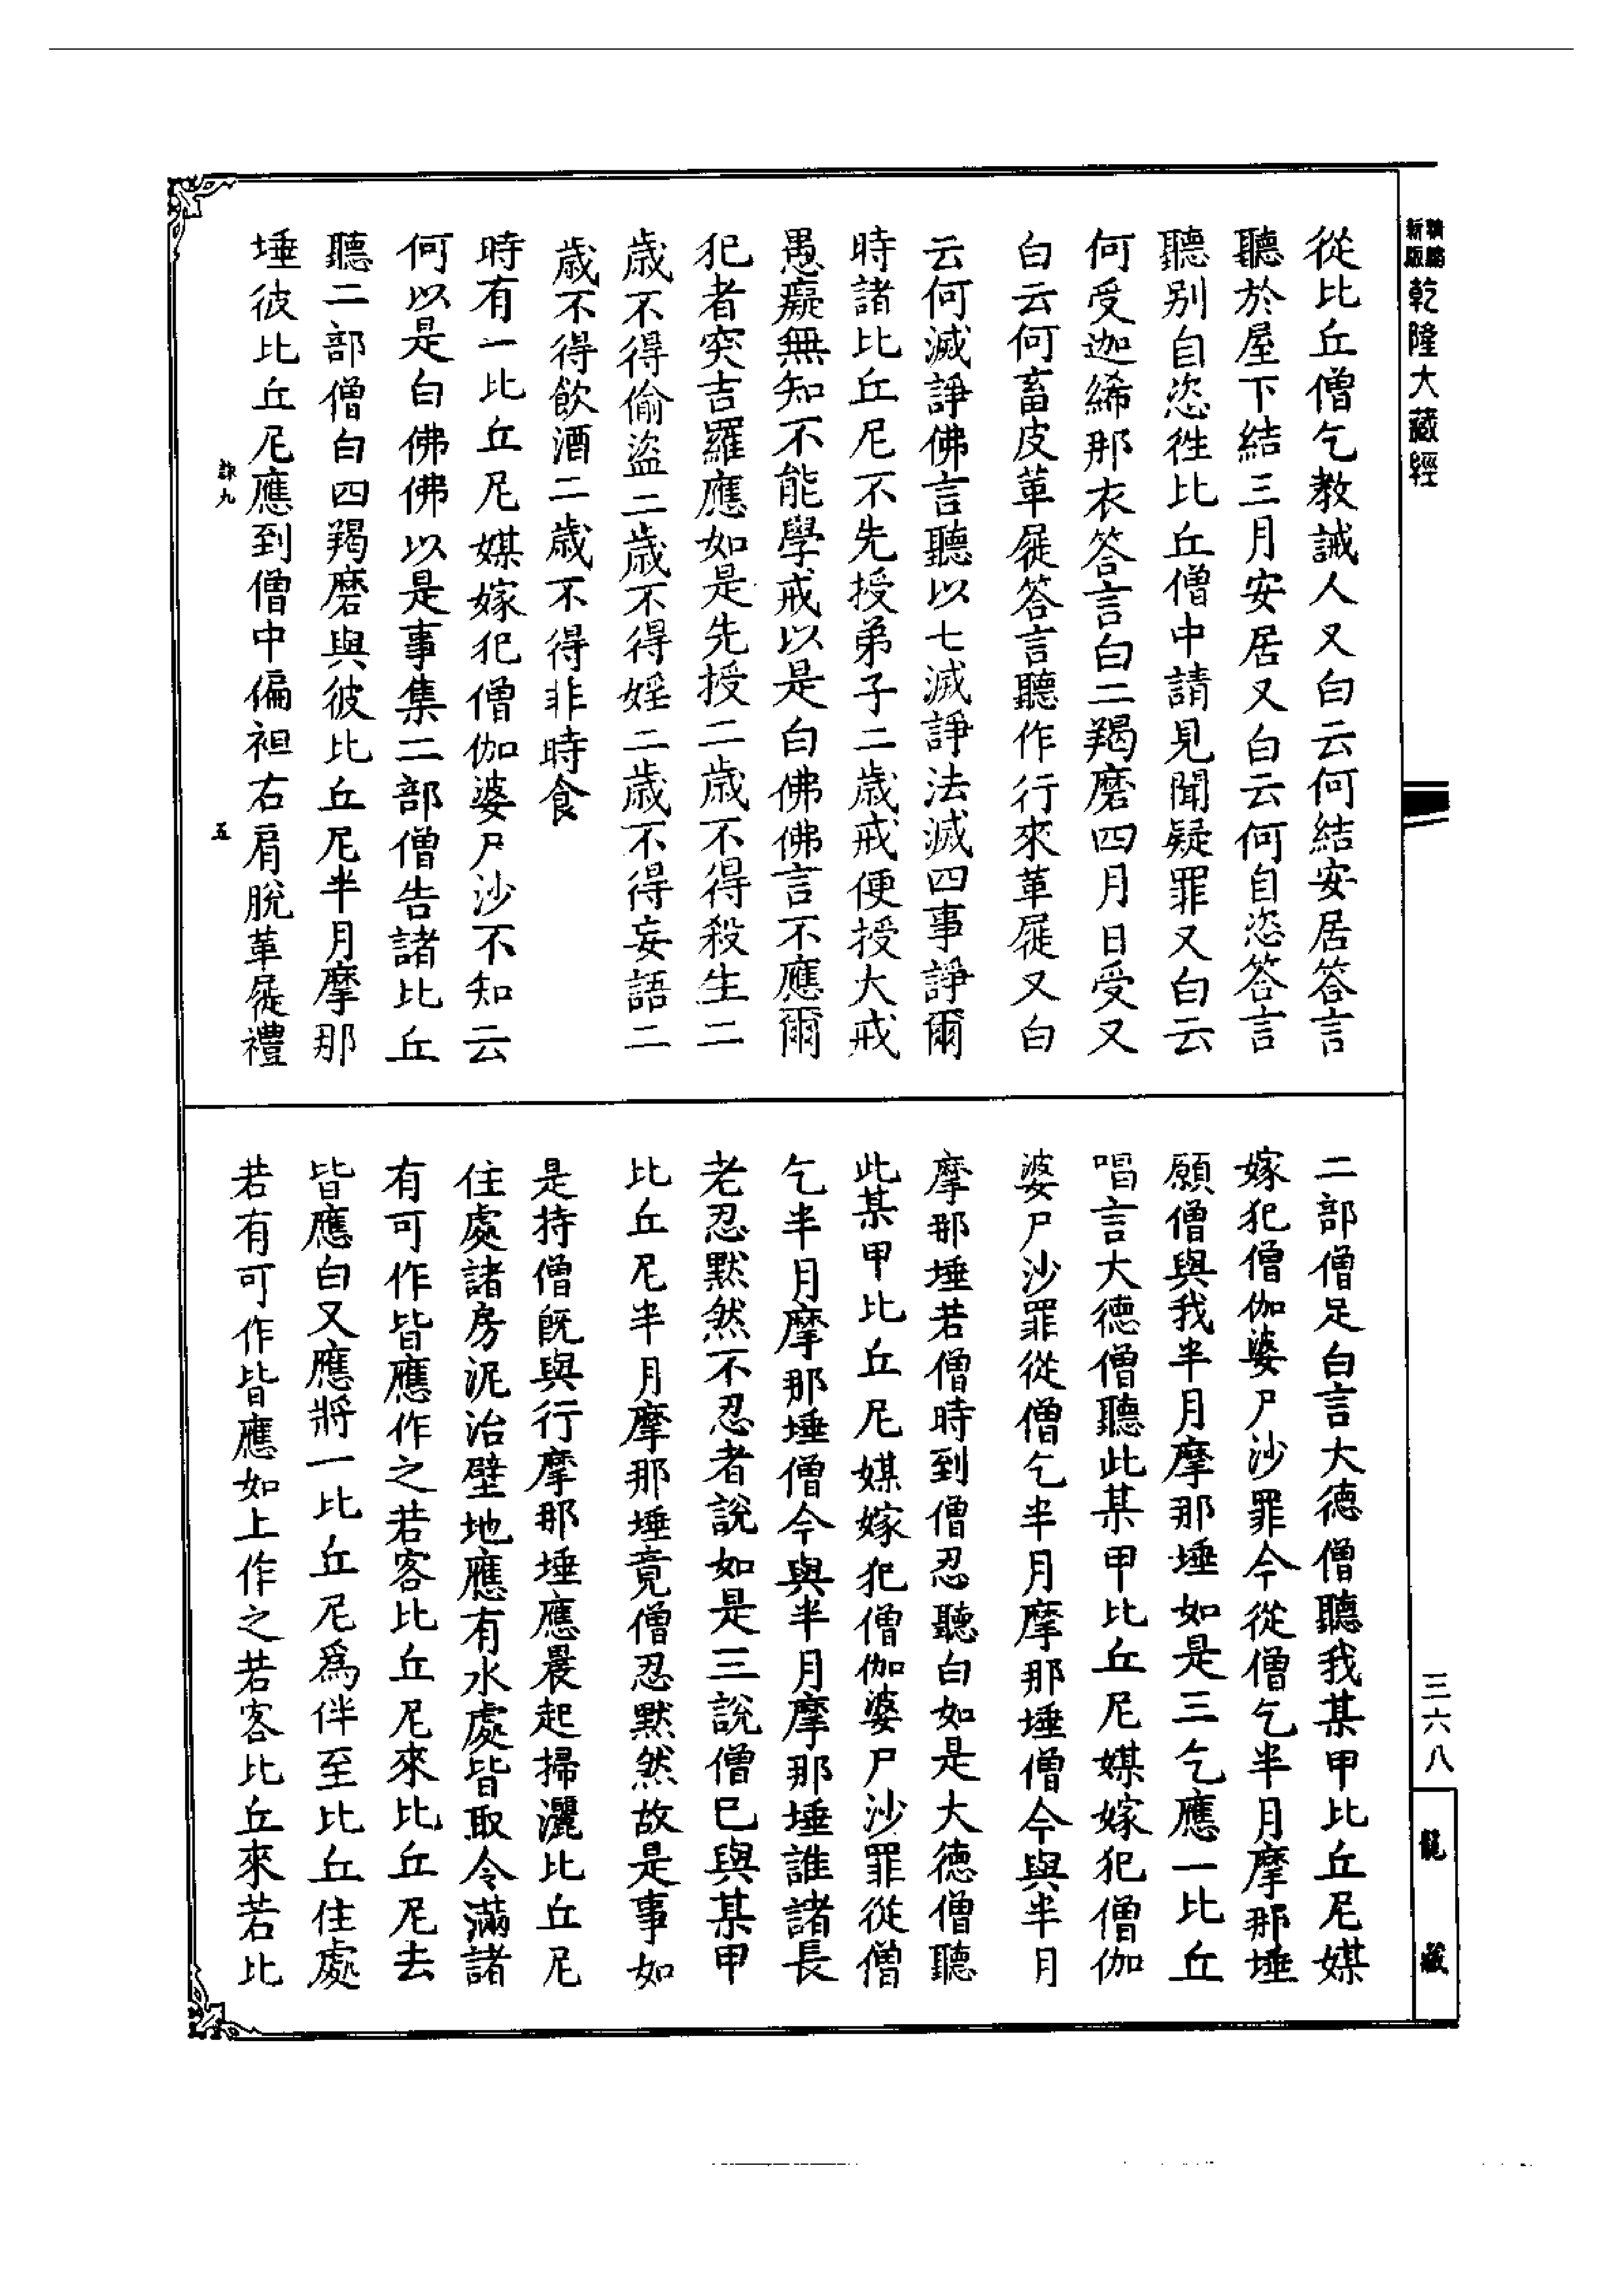 新版
乾隆大藏經
從比丘僧乞教誡人又白云何結安居答言
聽於屋下結三月安居又白云何自恣答言
聽別自恣徃比丘僧中請見聞疑罪又白云
何受迦絺那衣答言白二羯磨四月日受又
白云何畜皮革屣答言聽作行來革屣又白
云何滅諍佛言聽以七滅諍法滅四事諍爾
時諸比丘尼不先授弟子二歲戒便授大戒
愚癡無知不能學戒以是白佛佛言不應爾
犯者突吉羅應如是先授二歲不得殺生二
歲不得偷盜二歲不得婬二歲不得妄語二
歲不得飲酒二歲不得非時食
時有一比丘尼媒嫁犯僧伽婆尸沙不知云
何以是白佛佛以是事集二部僧告諸比丘
聽二部僧白四羯磨與彼比丘尼半月摩那
埵彼比丘尼應到僧中偏袒右肩脫革屣禮
九
五
二部僧足白言大德僧聽我某甲比丘尼媒
嫁犯僧伽婆尸沙罪今從僧乞半月摩那埵
願僧與我半月摩那埵如是三乞應一比丘
唱言大德僧聽此某甲比丘尼媒嫁犯僧伽
婆尸沙罪從僧乞半月摩那埵僧今與半月
摩那埵若僧時到僧忍聽白如是大德僧聽
此某甲比丘尼媒嫁犯僧伽婆尸沙罪從僧
乞半月摩那埵僧今與半月摩那埵誰諸長
老忍默然不忍者說如是三說僧已與某甲
比丘尼半月摩那埵竟僧忍默然故是事如
是持僧既與行摩那埵應晨起掃灑比丘尼
住處諸房泥治壁地應有水處皆取令滿諸
有可作皆應作之若客比丘尼來比丘尼去
皆應白又應將一比丘尼為伴至比丘住處
若有可作皆應如上作之若客比丘來若比
三六八
龍藏